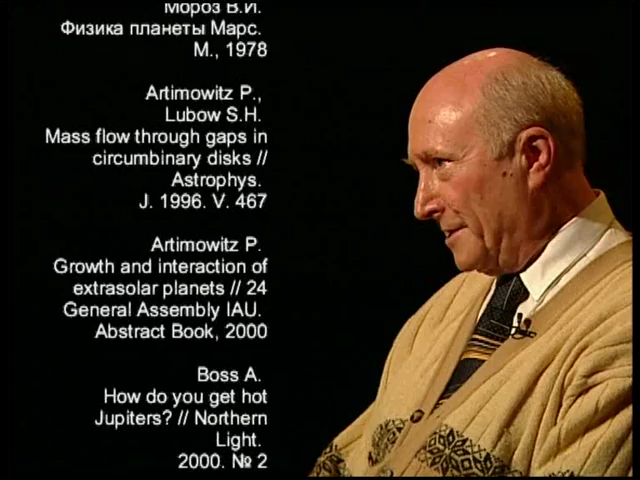 Мороз В.И.
Физика планеты Марс.
М., 1978
Artimowitz P.,
Lubow S.H.
Mass flow through gaps in
circumbinary disks //
Astrophys.
J. 1996. V. 467
Artimowitz P.
Growth and interaction of
extrasolar planets // 24
General Assembly IAU.
Abstract Book, 2000
Boss A.
How do you get hot
Jupiters? // Northern
Light.
2000. № 2